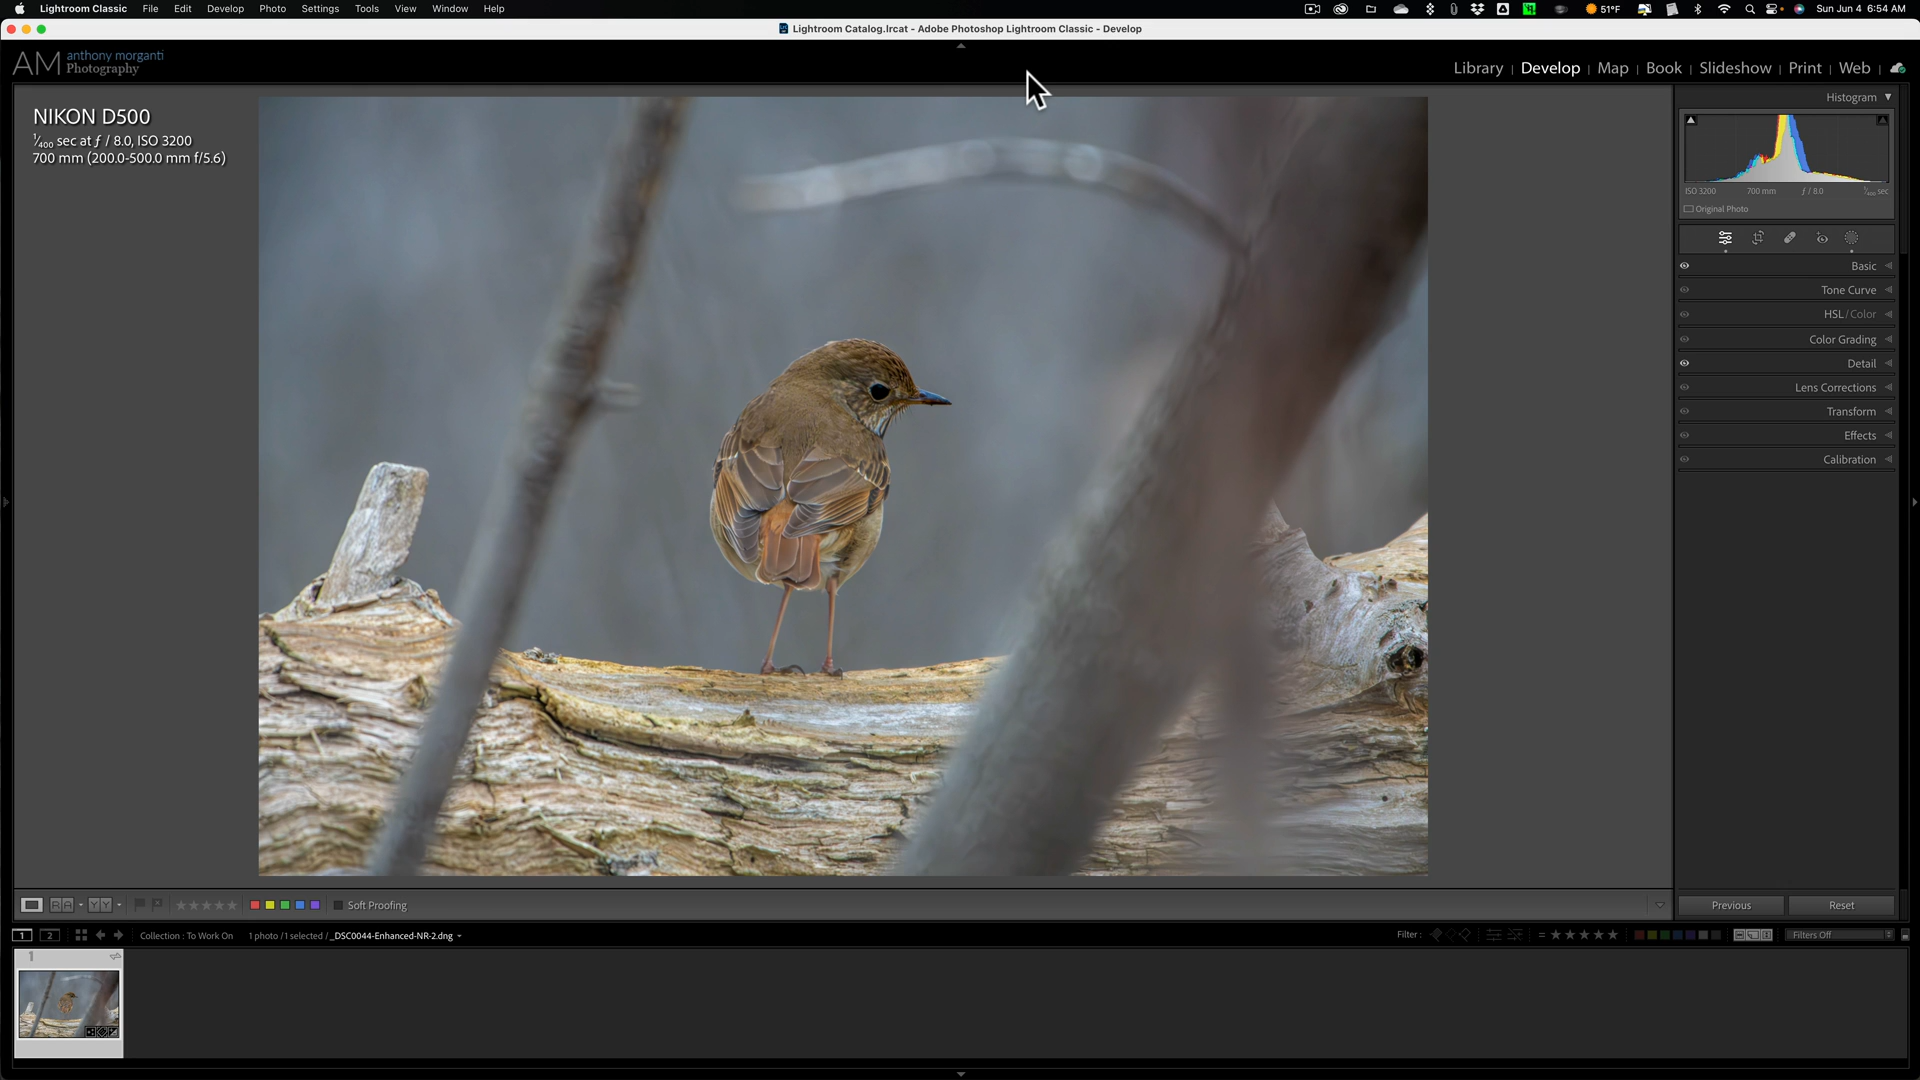 Lightroom Classic File Edit Develop Photo Settings Tools View Window Help
51°F Sun Jun 4 6:54 AM
Lightroom Catalog.lrcat - Adobe Photoshop Lightroom Classic - Develop
AM anthony morganti
Photography
Library | Develop | Map | Book | Slideshow | Print | Web
NIKON D500
1/400 sec at ƒ / 8.0, ISO 3200
700 mm (200.0-500.0 mm f/5.6)
Histogram
ISO 3200 700 mm ƒ / 8.0 1/400 sec
Original Photo
Basic
Tone Curve
HSL / Color
Color Grading
Detail
Lens Corrections
Transform
Effects
Calibration
Previous Reset
R A Y Y Soft Proofing
1 2 Collection : To Work On 1 photo / 1 selected / _DSC0044-Enhanced-NR-2.dng
Filter : Filters Off
1